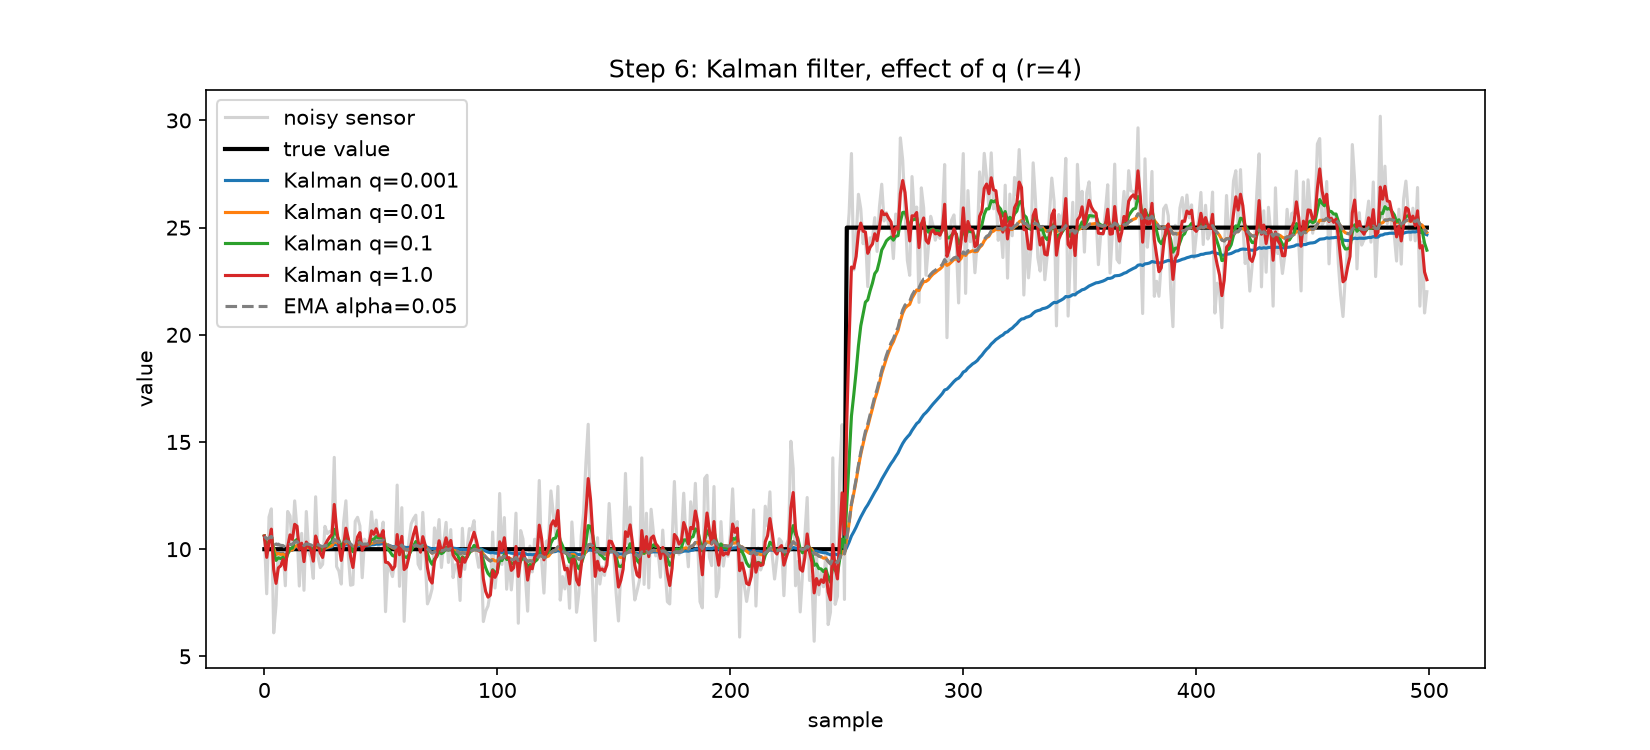 Step 6: Kalman filter, effect of q (r=4)
noisy sensor
true value
Kalman q=0.001
Kalman q=0.01
Kalman q=0.1
Kalman q=1.0
EMA alpha=0.05
value
30
25
20
15
10
5
0 100 200 300 400 500
sample